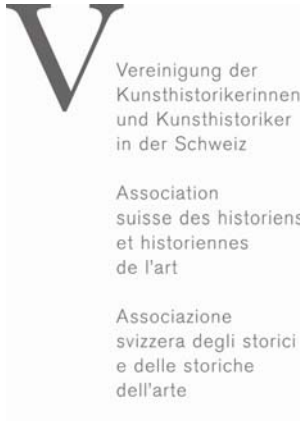 V
Vereinigung der
Kunsthistorikerinnen
und Kunsthistoriker
in der Schweiz
Association
suisse des historiens
et historiennes
de l'art
Associazione
svizzera degli storici
e delle storiche
dell'arte